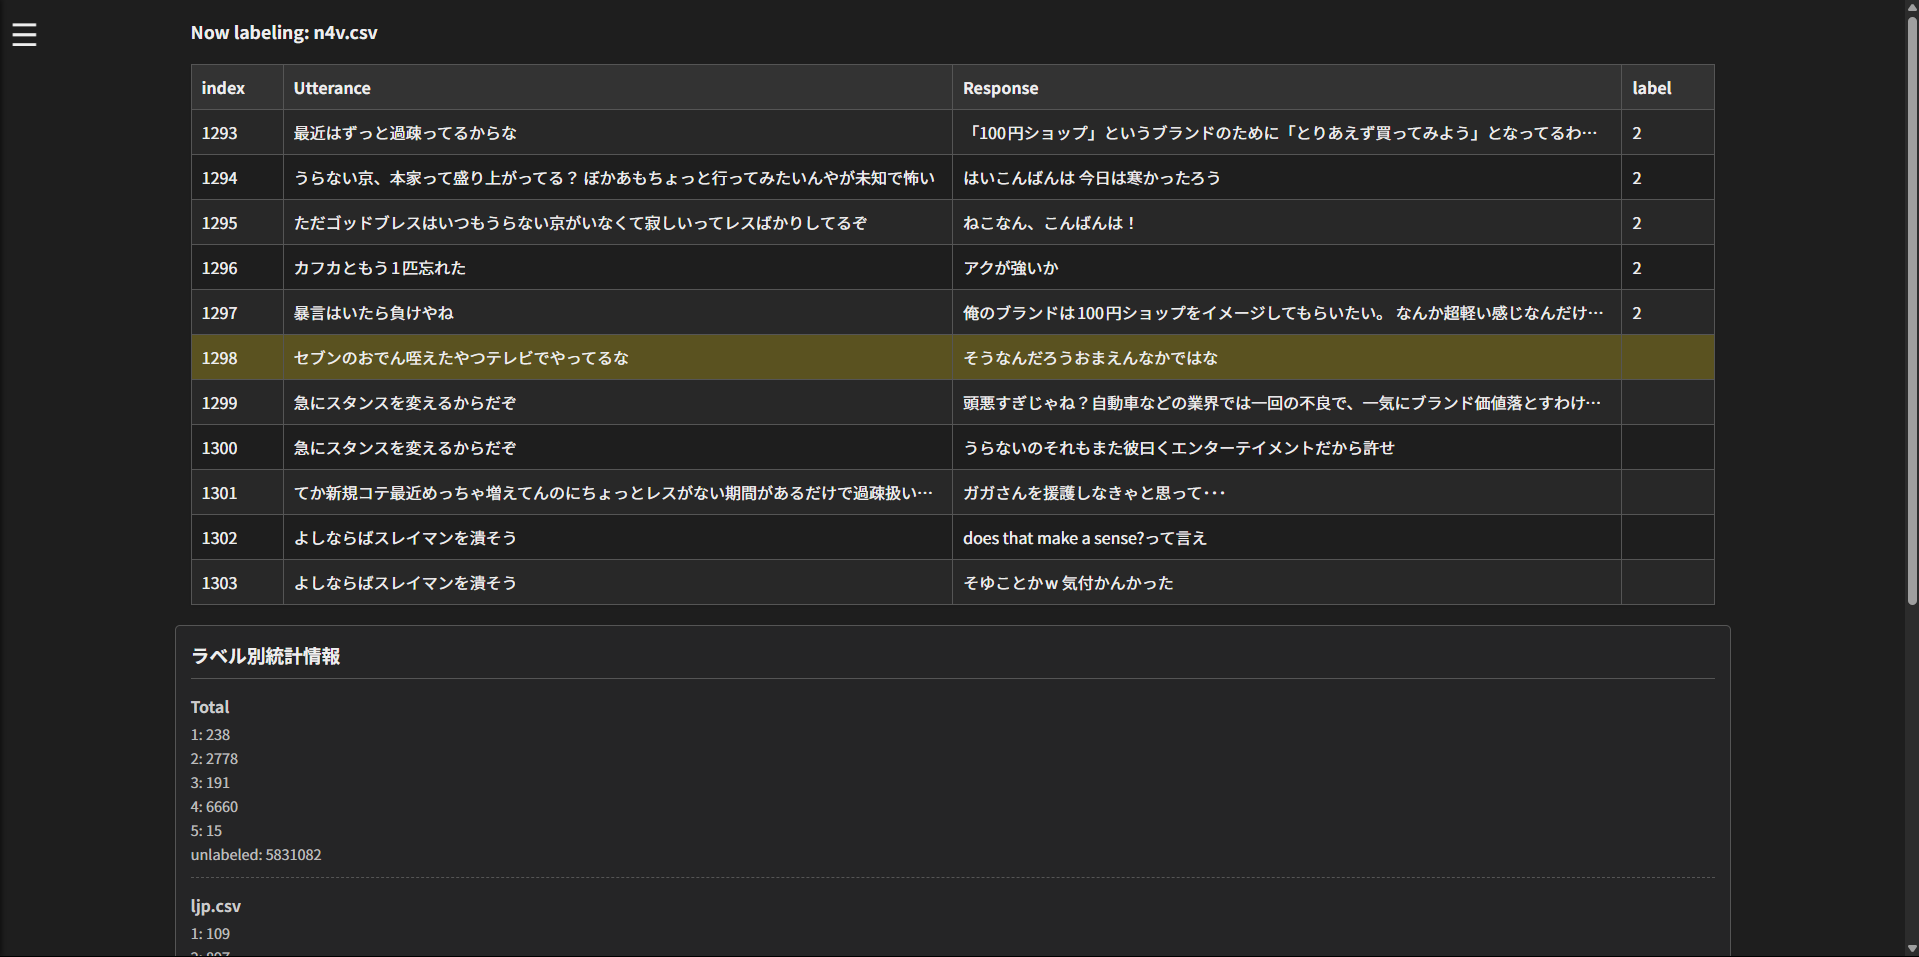 Now labeling: n4v.csv
index Utterance Response label
1293 最近はずっと過疎ってるからな 「100円ショップ」というブランドのために「とりあえず買ってみよう」となってるわ… 2
1294 うらない京、本家って盛り上がってる？ ぼかあもちょっと行ってみたいんやが未知で怖い はいこんばんは 今日は寒かったろう 2
1295 ただゴッドブレスはいつもうらない京がいなくて寂しいってレスばかりしてるぞ ねこなん、こんばんは！ 2
1296 カフカともう1匹忘れた アクが強いか 2
1297 暴言はいたら負けやね 俺のブランドは100円ショップをイメージしてもらいたい。 なんか超軽い感じなんだけ… 2
1298 セブンのおでん咥えたやつテレビでやってるな そうなんだろうおまえんなかではな
1299 急にスタンスを変えるからだぞ 頭悪すぎじゃね？自動車などの業界では一回の不良で、一気にブランド価値落とすわけ…
1300 急にスタンスを変えるからだぞ うらないのそれもまた彼曰くエンターテイメントだから許せ
1301 てか新規コテ最近めっちゃ増えてんのにちょっとレスがない期間があるだけで過疎扱い… ガガさんを援護しなきゃと思って･･･
1302 よしならばスレイマンを潰そう does that make a sense?って言え
1303 よしならばスレイマンを潰そう そゆことかw 気付かんかった
ラベル別統計情報
Total
1: 238
2: 2778
3: 191
4: 6660
5: 15
unlabeled: 5831082
ljp.csv
1: 109